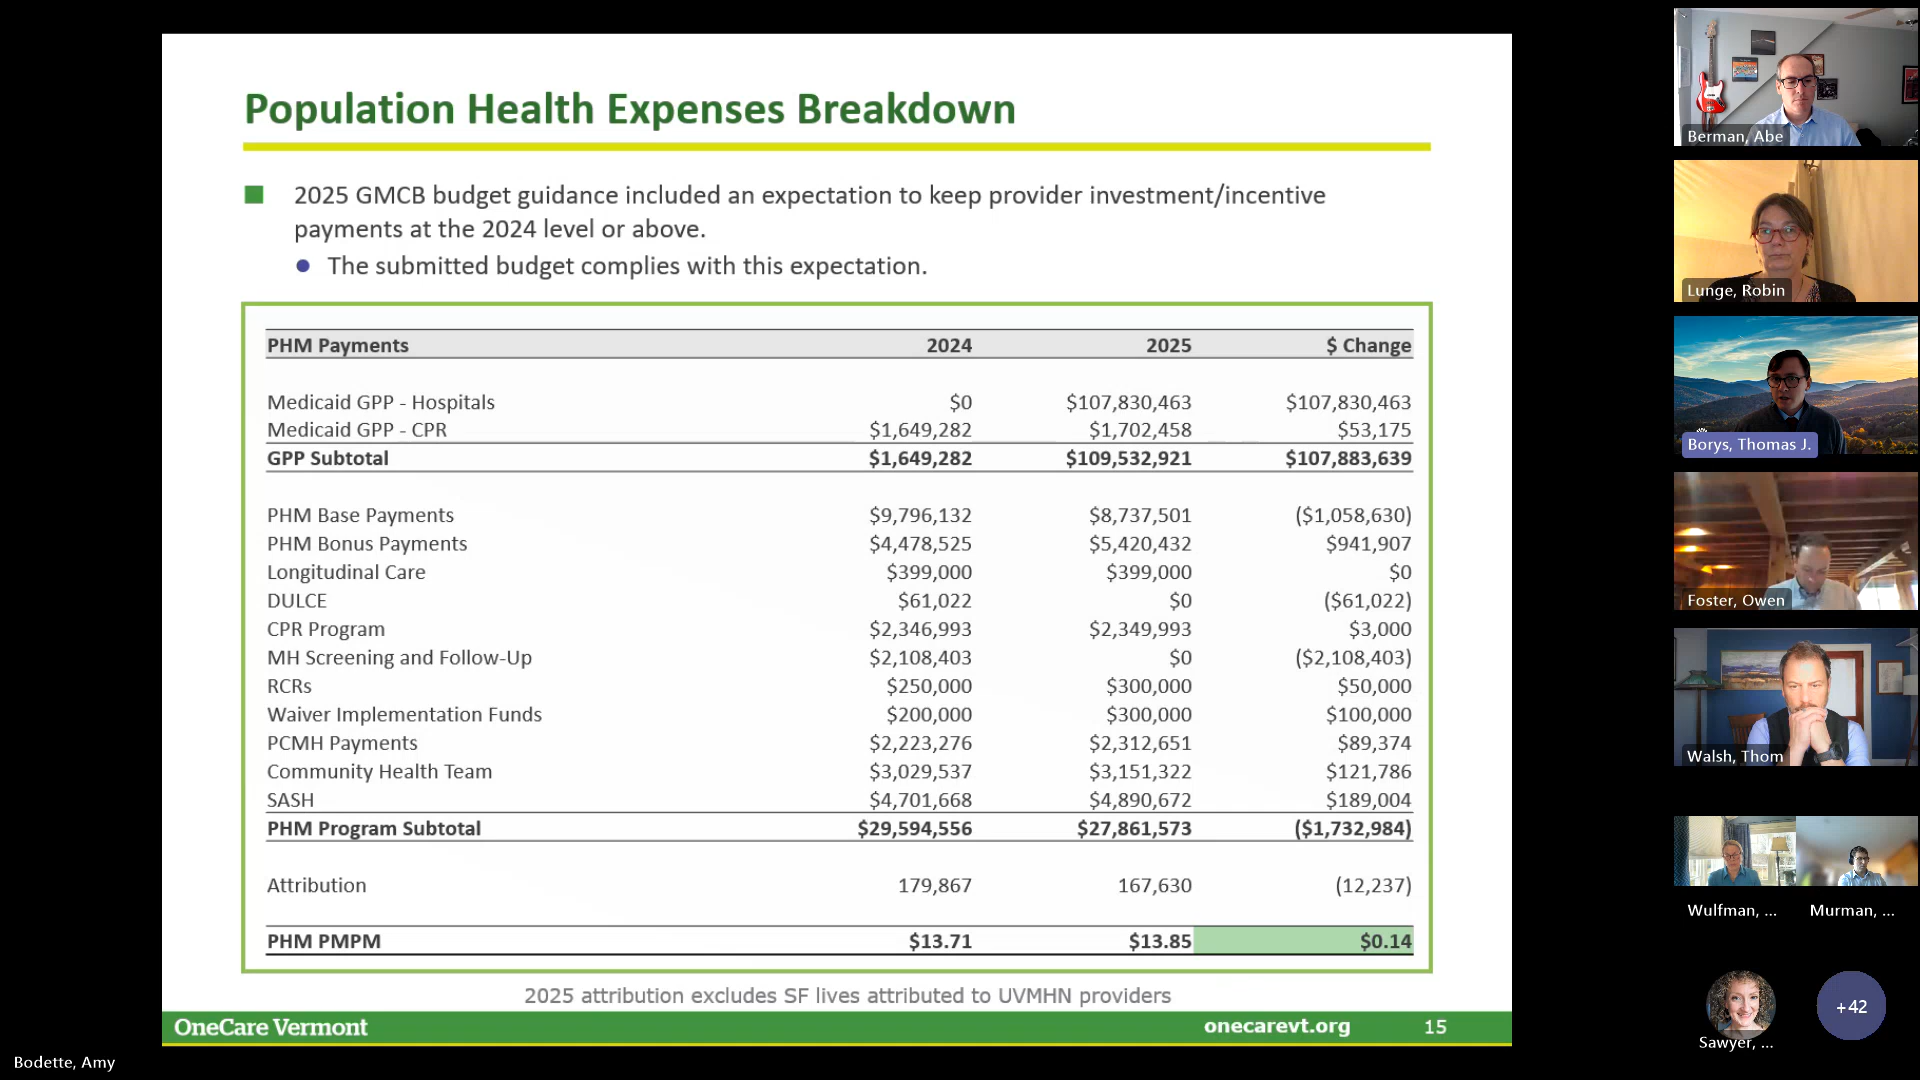 Population Health Expenses Breakdown
2025 GMCB budget guidance included an expectation to keep provider investment/incentive
payments at the 2024 level or above.
The submitted budget complies with this expectation.
PHM Payments 2024 2025 $ Change
Medicaid GPP - Hospitals $0 $107,830,463 $107,830,463
Medicaid GPP - CPR $1,649,282 $1,702,458 $53,175
GPP Subtotal $1,649,282 $109,532,921 $107,883,639
PHM Base Payments $9,796,132 $8,737,501 ($1,058,630)
PHM Bonus Payments $4,478,525 $5,420,432 $941,907
Longitudinal Care $399,000 $399,000 $0
DULCE $61,022 $0 ($61,022)
CPR Program $2,346,993 $2,349,993 $3,000
MH Screening and Follow-Up $2,108,403 $0 ($2,108,403)
RCRs $250,000 $300,000 $50,000
Waiver Implementation Funds $200,000 $300,000 $100,000
PCMH Payments $2,223,276 $2,312,651 $89,374
Community Health Team $3,029,537 $3,151,322 $121,786
SASH $4,701,668 $4,890,672 $189,004
PHM Program Subtotal $29,594,556 $27,861,573 ($1,732,984)
Attribution 179,867 167,630 (12,237)
PHM PMPM $13.71 $13.85 $0.14
2025 attribution excludes SF lives attributed to UVMHN providers
OneCare Vermont onecarevt.org 15
Bodette, Amy
Berman, Abe
Lunge, Robin
Borys, Thomas J.
Foster, Owen
Walsh, Thom
Wulfman, ... Murman, ...
Sawyer, ... +42